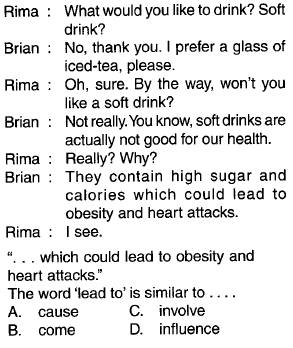 Rima : What would you like to drink? Soft
drink?
Brian : No, thank you. I prefer a glass of
iced-tea, please.
Rima : Oh, sure. By the way, won't you
like a soft drink?
Brian : Not really. You know, soft drinks are
actually not good for our health.
Rima : Really? Why?
Brian : They contain high sugar and
calories which could lead to
obesity and heart attacks.
Rima : I see.
“. . . which could lead to obesity and
heart attacks.”
The word ‘lead to’ is similar to . . . .
A. cause C. involve
B. come D. influence